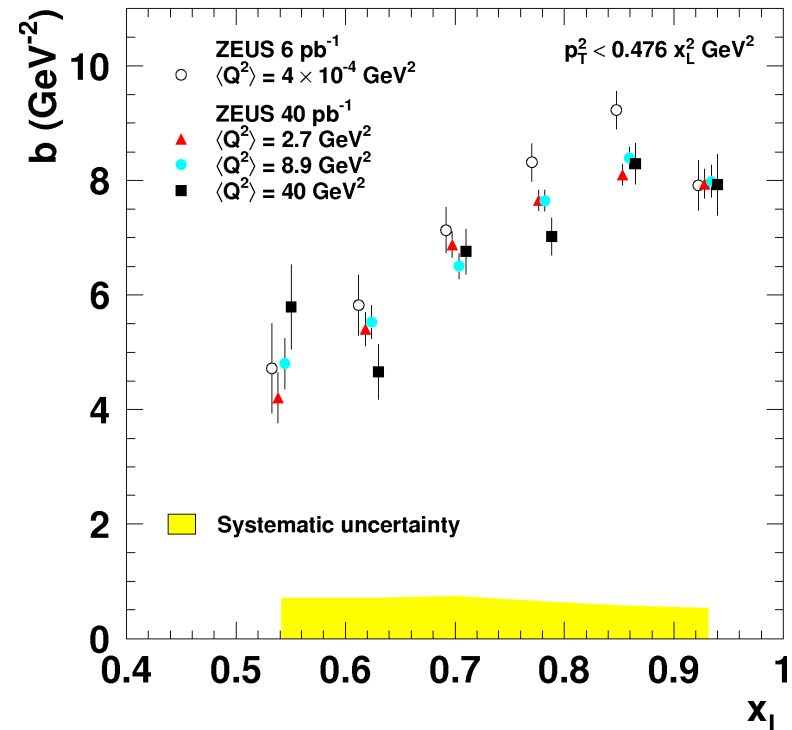 b (GeV⁻²)
ZEUS 6 pb⁻¹
⟨Q²⟩ = 4 × 10⁻⁴ GeV²
p_T² < 0.476 x_L² GeV²
ZEUS 40 pb⁻¹
⟨Q²⟩ = 2.7 GeV²
⟨Q²⟩ = 8.9 GeV²
⟨Q²⟩ = 40 GeV²
Systematic uncertainty
10
8
6
4
2
0
0.4 0.5 0.6 0.7 0.8 0.9 1
x_L